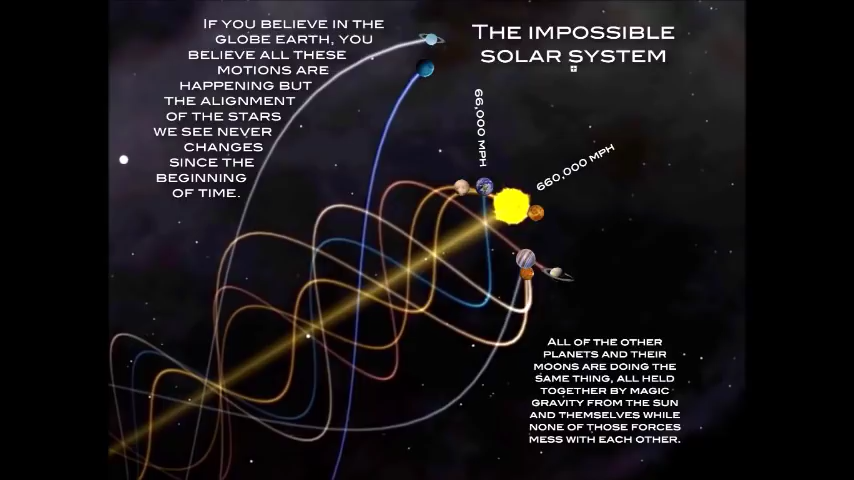 IF YOU BELIEVE IN THE
GLOBE EARTH, YOU
BELIEVE ALL THESE
MOTIONS ARE
HAPPENING BUT
THE ALIGNMENT
OF THE STARS
WE SEE NEVER
CHANGES
SINCE THE
BEGINNING
OF TIME.
THE IMPOSSIBLE
SOLAR SYSTEM
66,000 MPH
660,000 MPH
ALL OF THE OTHER
PLANETS AND THEIR
MOONS ARE DOING THE
SAME THING, ALL HELD
TOGETHER BY MAGIC
GRAVITY FROM THE SUN
AND THEMSELVES WHILE
NONE OF THOSE FORCES
MESS WITH EACH OTHER.